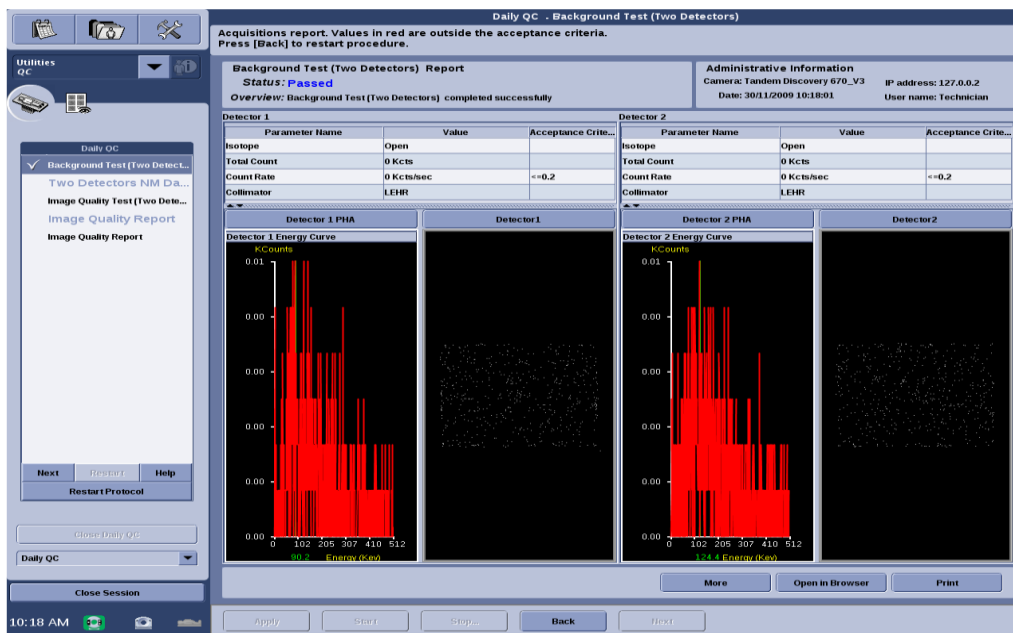 Daily QC . Background Test (Two Detectors)
Acquisitions report. Values in red are outside the acceptance criteria.
Press [Back] to restart procedure.
Utilities
QC
Daily QC
Background Test (Two Detect...
Two Detectors NM Da...
Image Quality Test (Two Dete...
Image Quality Report
Image Quality Report
Next Restart Help
Restart Protocol
Close Daily QC
Daily QC
Close Session
10:18 AM
Background Test (Two Detectors) Report
Status: Passed
Overview: Background Test (Two Detectors) completed successfully
Administrative Information
Camera: Tandem Discovery 670_V3 IP address: 127.0.0.2
Date: 30/11/2009 10:18:01 User name: Technician
Detector 1
Parameter Name Value Acceptance Crite...
Isotope Open
Total Count 0 Kcts
Count Rate 0 Kcts/sec <=0.2
Collimator LEHR
Detector 1 PHA Detector1
Detector 1 Energy Curve
KCounts
0.01
0.00
0.00
0.00
0.00
0.00
0 102 205 307 410 512
90.2 Energy (Kev)
Detector 2
Parameter Name Value Acceptance Crite...
Isotope Open
Total Count 0 Kcts
Count Rate 0 Kcts/sec <=0.2
Collimator LEHR
Detector 2 PHA Detector2
Detector 2 Energy Curve
KCounts
0.01
0.00
0.00
0.00
0.00
0.00
0 102 205 307 410 512
124.4 Energy (Kev)
More Open in Browser Print
Apply Start Stop... Back Next